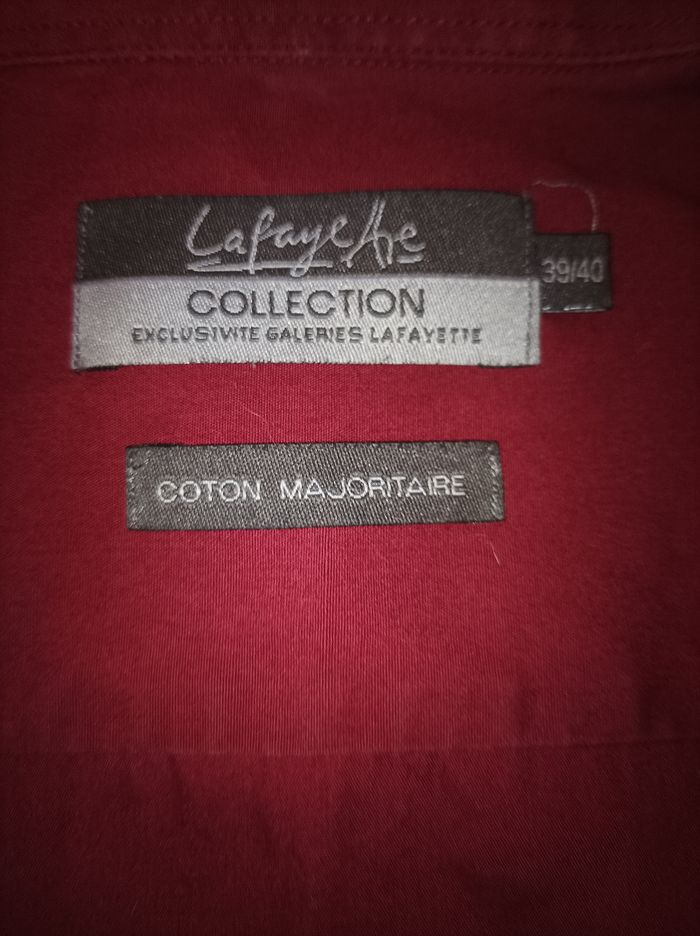 Lafayette
COLLECTION
EXCLUSIVITE GALERIES LAFAYETTE
39/40
COTON MAJORITAIRE